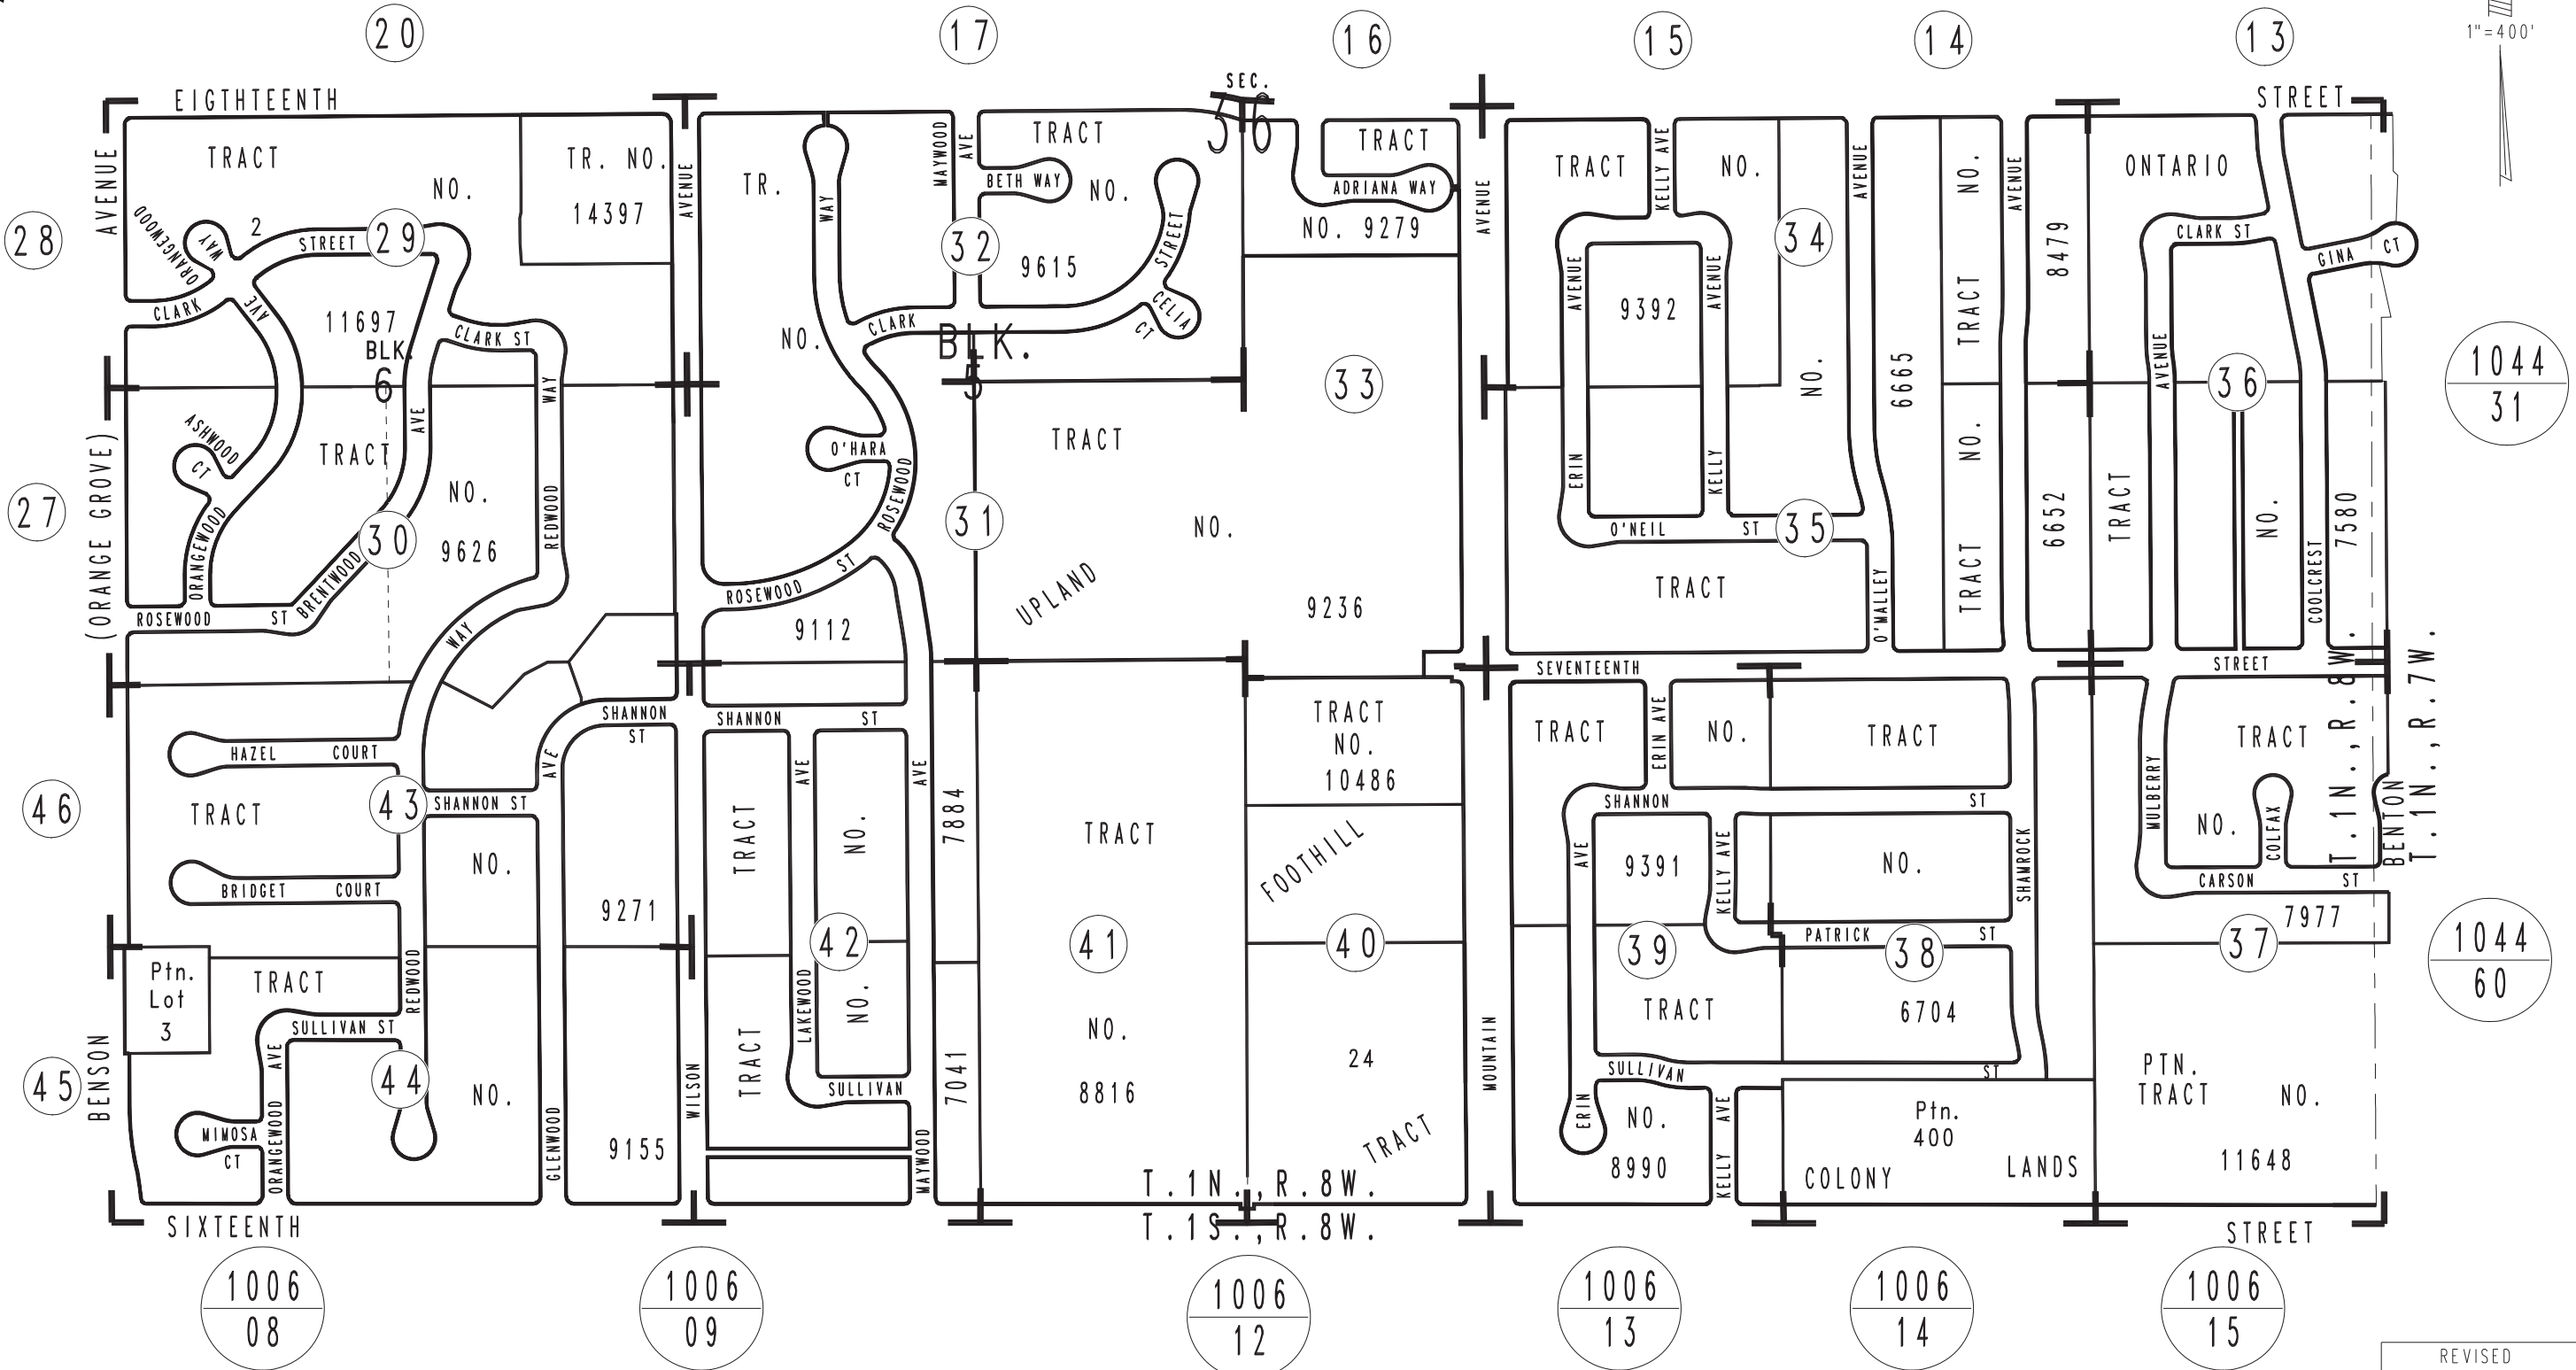 20
17
16
15
14
13
1"=400'
EIGTHTEENTH
SEC.
36
STREET
AVENUE
TRACT
NO.
TR. NO.
14397
AVENUE
TR.
WAY
MAYWOOD
AVE
TRACT
BETH WAY
NO.
TRACT
ADRIANA WAY
NO. 9279
AVENUE
TRACT
KELLY AVE
NO.
AVENUE
NO.
AVENUE
ONTARIO
28
ORANGEWOOD
WAY
2
STREET
29
32
9615
STREET
34
8479
CLARK ST
GINA CT
CLARK
AVE
11697
BLK.
6
CLARK ST
NO.
CLARK
BLK.
5
CELIA
CT
AVENUE
9392
AVENUE
TRACT
6665
NO.
AVENUE
36
1044
31
33
(ORANGE GROVE)
27
ASHWOOD
CT
TRACT
AVE
WAY
NO.
9626
30
REDWOOD
ORANGEWOOD
BRENTWOOD
ROSEWOOD
ST
WAY
O'HARA
CT
ROSEWOOD
31
TRACT
NO.
UPLAND
9236
ROSEWOOD
ST
9112
ERIN
KELLY
O'NEIL
ST
35
TRACT
O'MALLEY
NO.
TRACT
6652
TRACT
NO.
COOLCREST
7580
SEVENTEENTH
STREET
T.1N.,R.8W.
T.1N.,R.7W.
SHANNON
ST
SHANNON
ST
HAZEL
COURT
AVE
46
TRACT
43
SHANNON ST
BRIDGET
COURT
NO.
9271
TRACT
AVE
NO.
AVE
7884
TRACT
TRACT
NO.
10486
FOOTHILL
TRACT
ERIN AVE
NO.
TRACT
SHANNON
ST
AVE
9391
KELLY AVE
NO.
SHAMROCK
MULBERRY
TRACT
NO.
COLFAX
BENTON
CARSON
ST
7977
42
41
40
39
PATRICK
ST
38
37
1044
60
Ptn.
Lot
3
TRACT
REDWOOD
SULLIVAN ST
AVE
45
BENSON
44
NO.
MIMOSA
CT
ORANGEWOOD
GLENWOOD
9155
WILSON
TRACT
LAKEWOOD
NO.
SULLIVAN
7041
MAYWOOD
NO.
8816
24
TRACT
MOUNTAIN
TRACT
6704
SULLIVAN
ST
ERIN
NO.
8990
KELLY AVE
Ptn.
400
COLONY
LANDS
PTN.
TRACT
NO.
11648
T.1N.,R.8W.
T.1S.,R.8W.
SIXTEENTH
STREET
1006
08
1006
09
1006
12
1006
13
1006
14
1006
15
REVISED